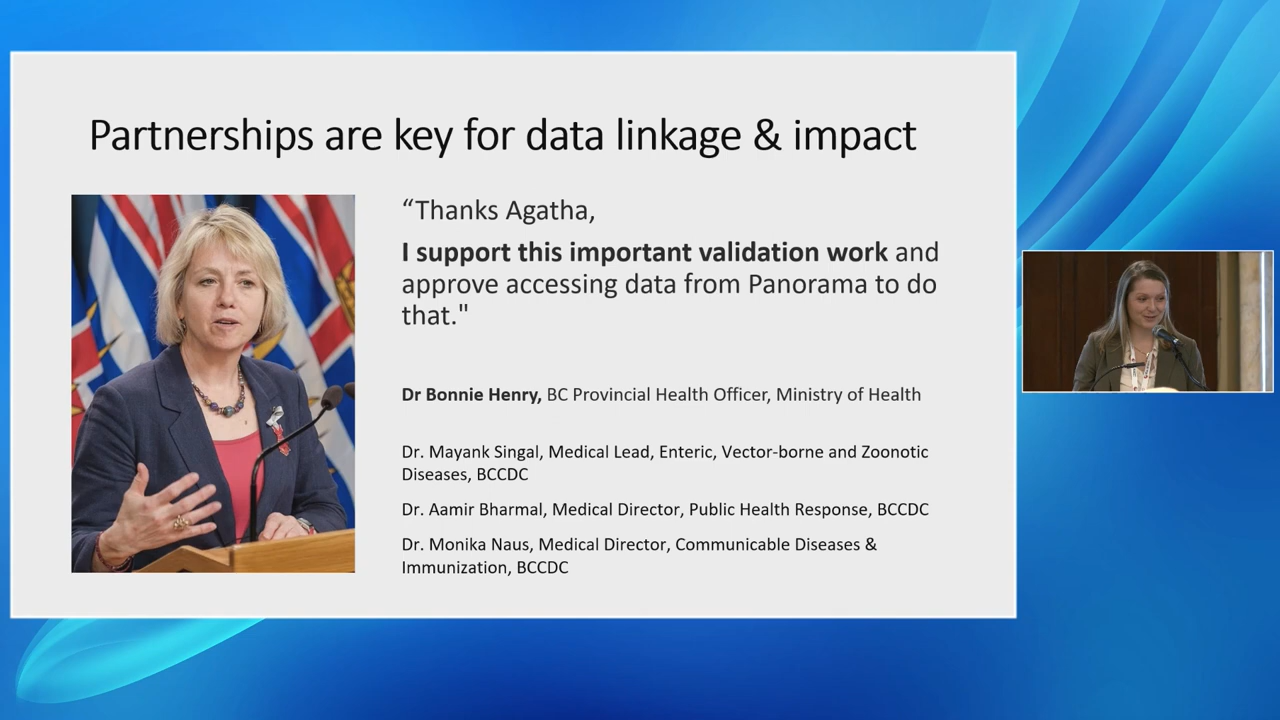 Partnerships are key for data linkage & impact
“Thanks Agatha,
I support this important validation work and
approve accessing data from Panorama to do
that."
Dr Bonnie Henry, BC Provincial Health Officer, Ministry of Health
Dr. Mayank Singal, Medical Lead, Enteric, Vector-borne and Zoonotic
Diseases, BCCDC
Dr. Aamir Bharmal, Medical Director, Public Health Response, BCCDC
Dr. Monika Naus, Medical Director, Communicable Diseases &
Immunization, BCCDC